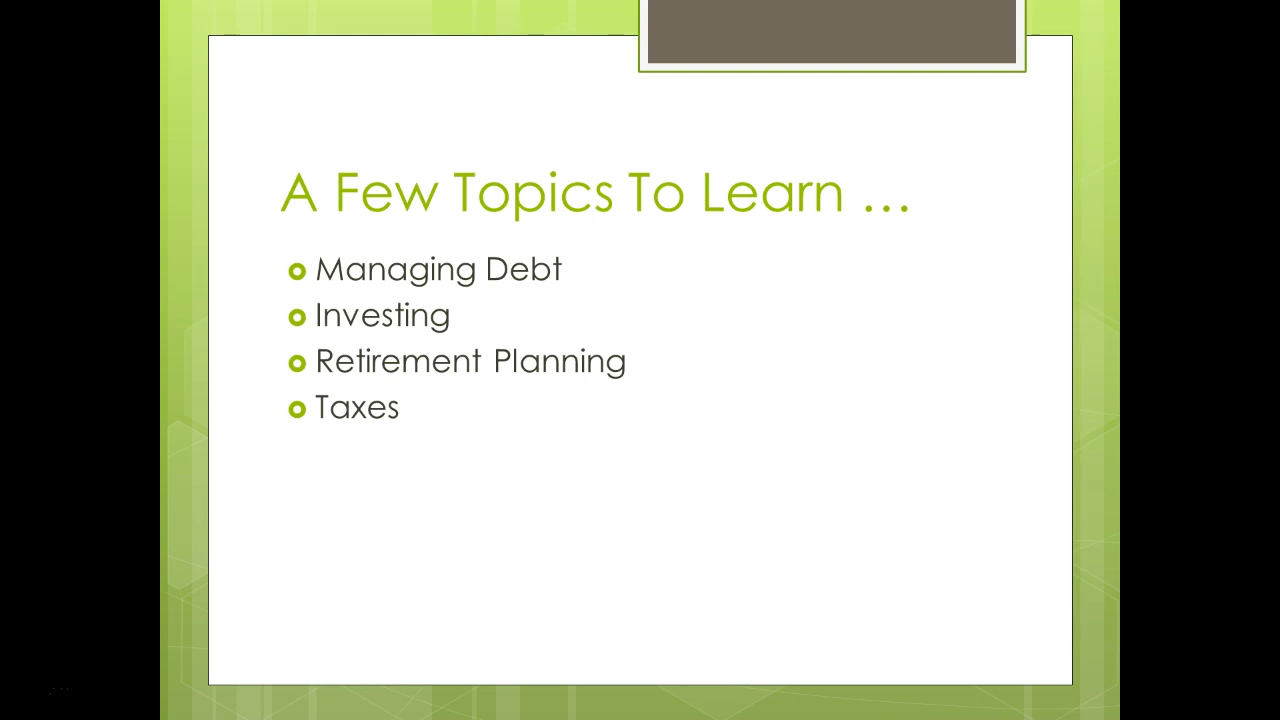 A Few Topics To Learn …
Managing Debt
Investing
Retirement Planning
Taxes